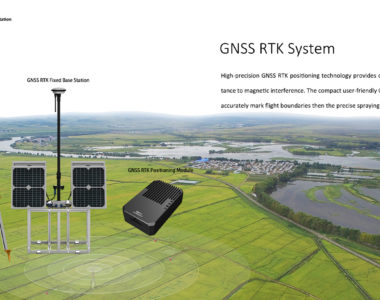 tation
GNSS RTK System
GNSS RTK Fixed Base Station
High-precision GNSS RTK positioning technology provides
tance to magnetic interference. The compact user-friendly
accurately mark flight boundaries then the precise spraying
GNSS RTK Positioning Module